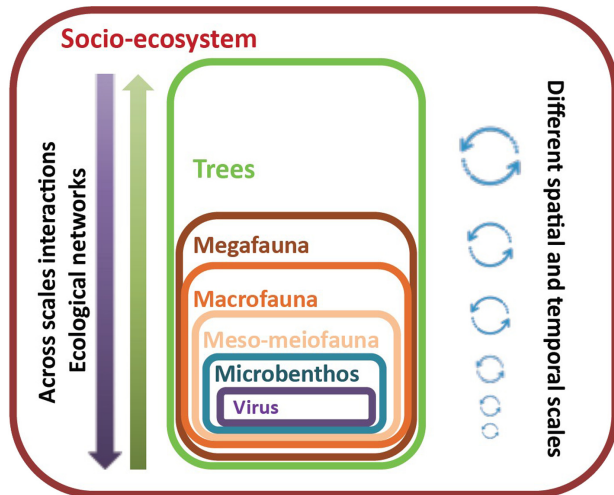 Socio-ecosystem
Across scales interactions
Ecological networks
Trees
Megafauna
Macrofauna
Meso-meiofauna
Microbenthos
Virus
Different spatial and temporal scales